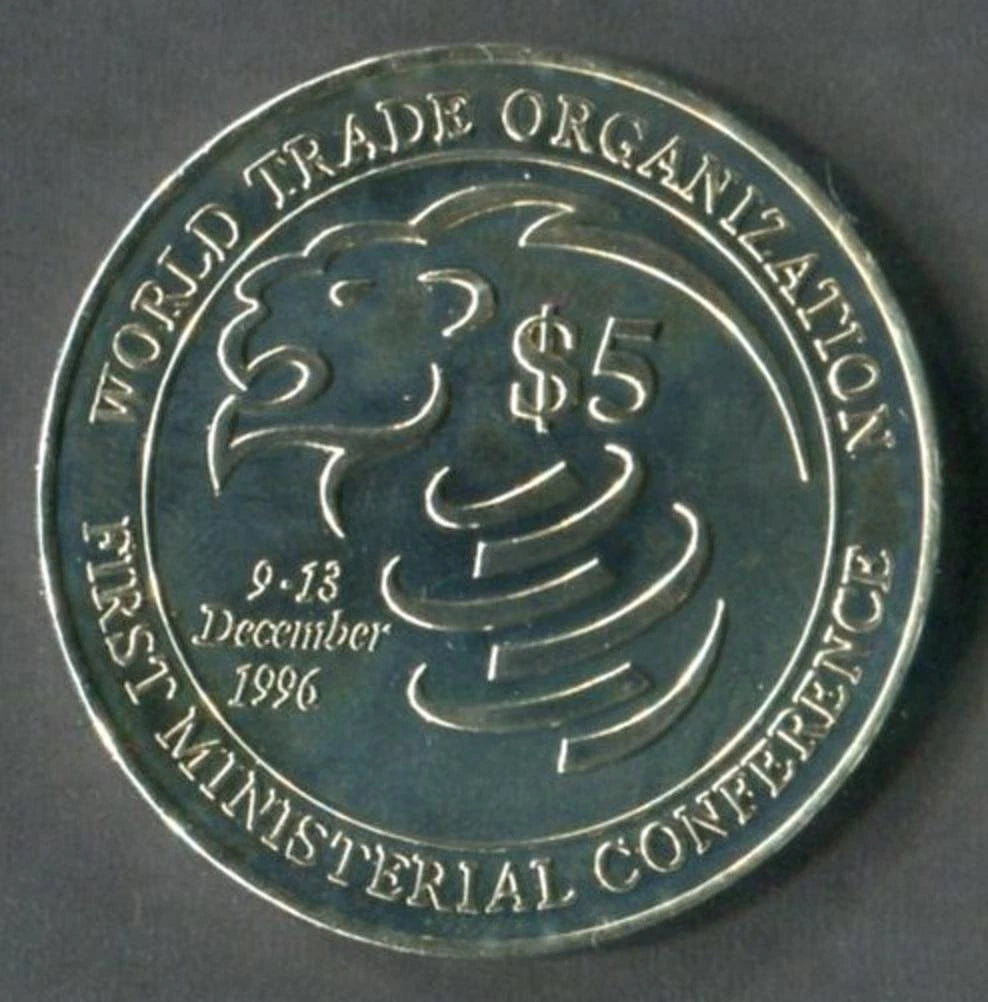 WORLD TRADE ORGANIZATION
$5
9-13
December
1996
FIRST MINISTERIAL CONFERENCE